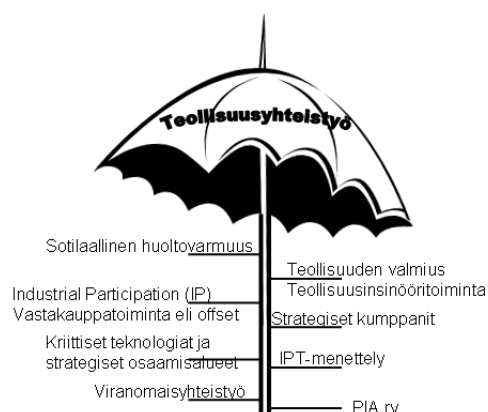 Teollisuusyhteistyö
Sotilaallinen huoltovarmuus
Teollisuuden valmius
Teollisuusinsinööritoiminta
Industrial Participation (IP)
Vastakauppatoiminta eli offset
Strategiset kumppanit
Kriittiset teknologiat ja
strategiset osaamisalueet
IPT-menettely
Viranomaisyhteistyö
PIA ry